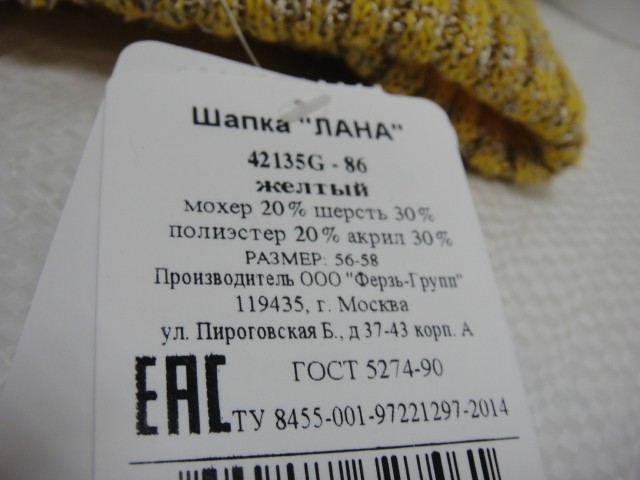 Шапка "ЛАНА"
42135G - 86
желтый
мохер 20% шерсть 30%
полиэстер 20% акрил 30%
РАЗМЕР: 56-58
Производитель ООО "Ферзь-Групп"
119435, г. Москва
ул. Пироговская Б., д 37-43 корп. А
ГОСТ 5274-90
EAC ТУ 8455-001-97221297-2014